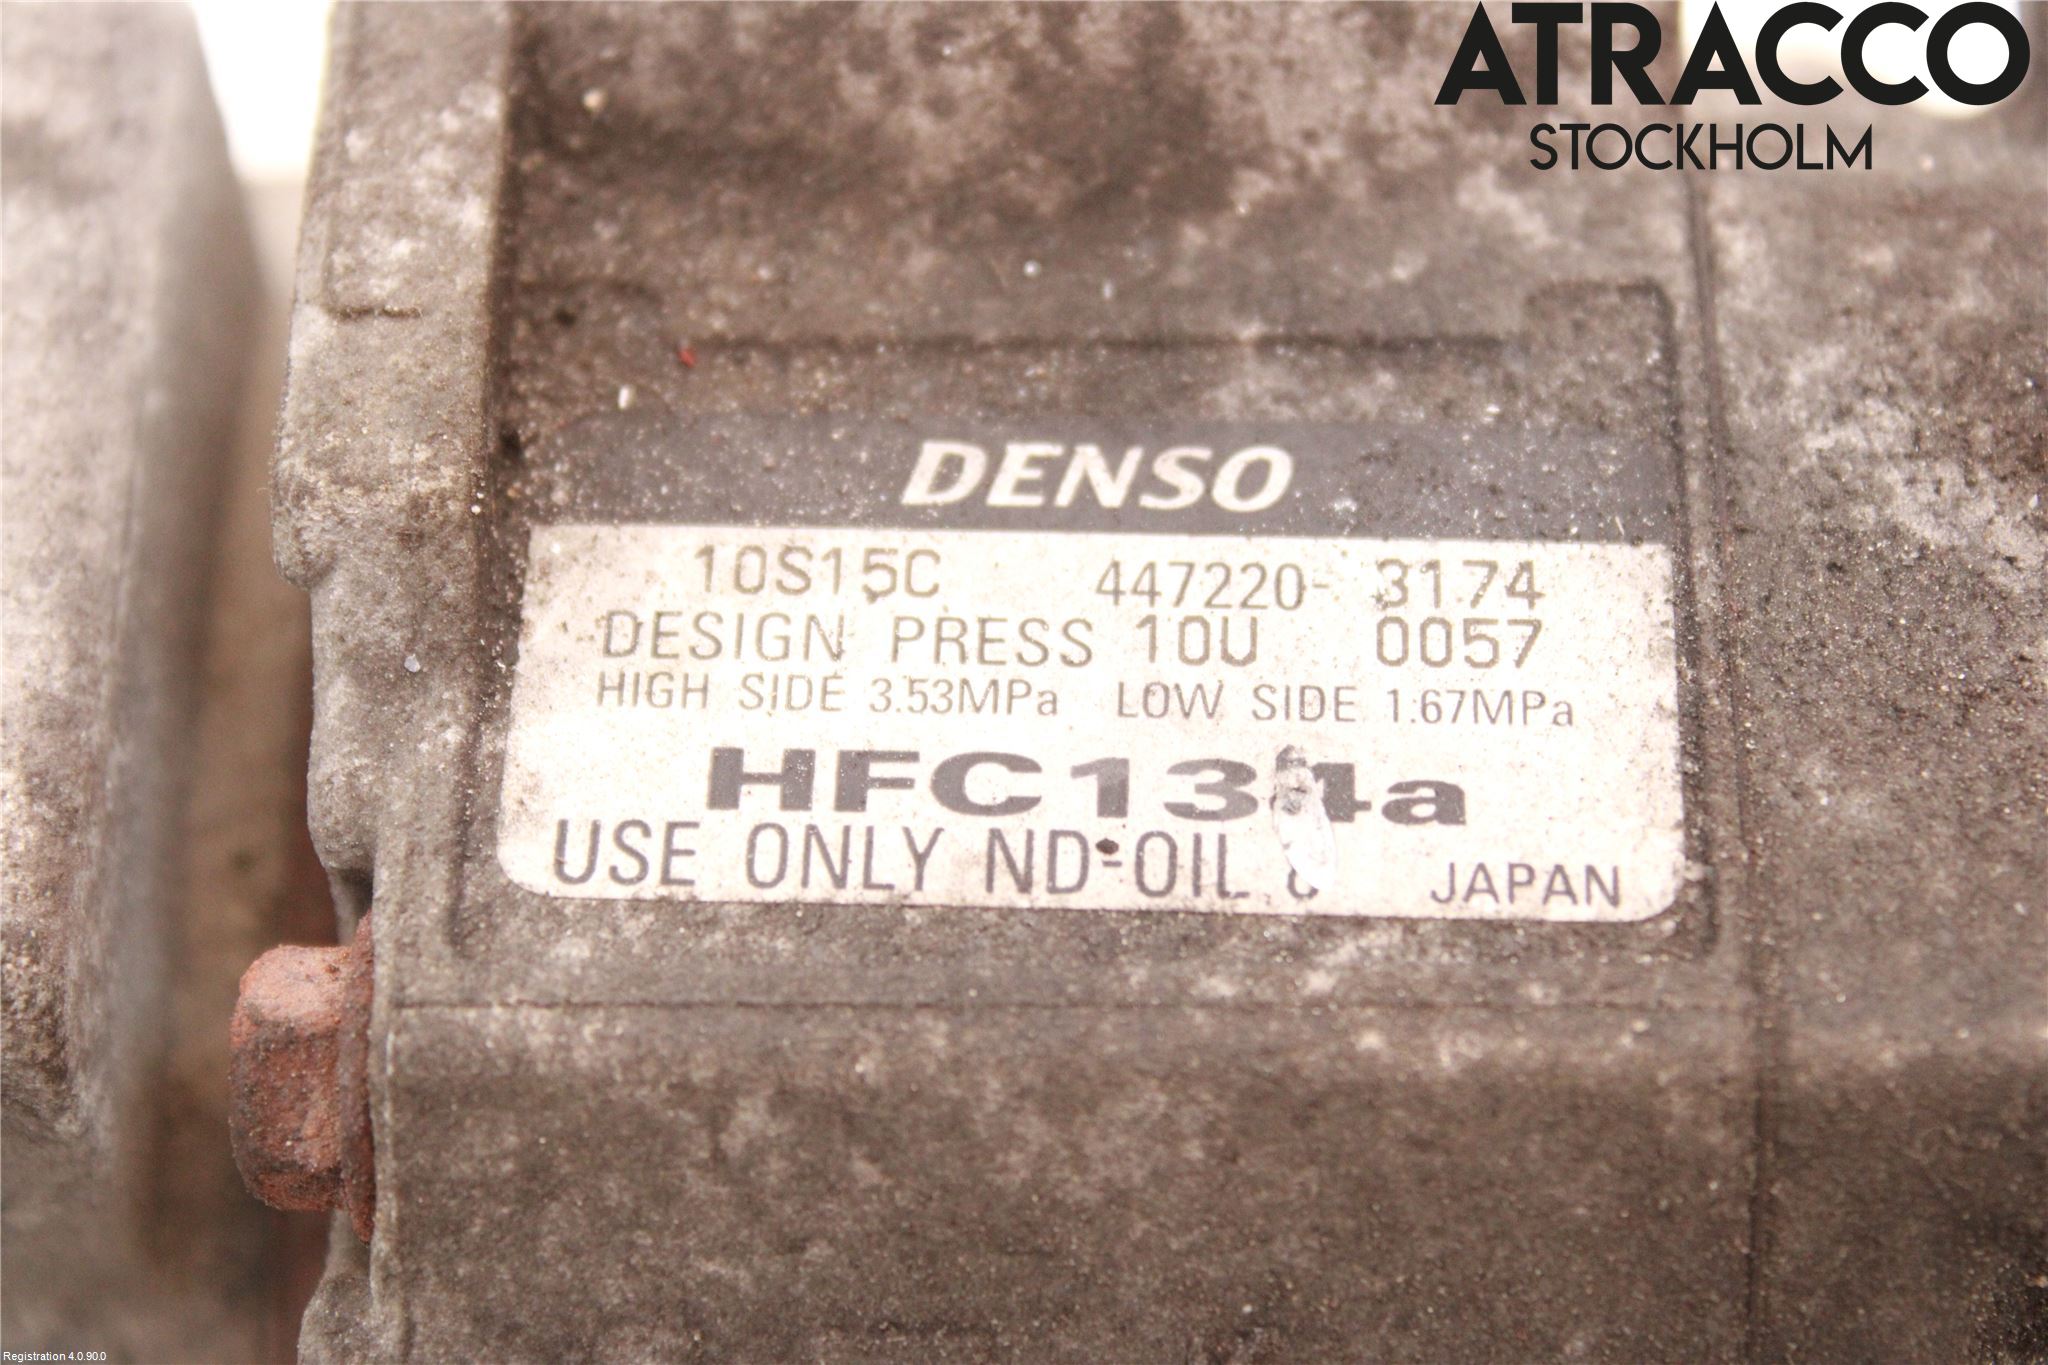 ATRACCO
STOCKHOLM
DENSO
10S15C 447220- 3174
DESIGN PRESS 10U 0057
HIGH SIDE 3.53MPa LOW SIDE 1.67MPa
HFC134a
USE ONLY ND-OIL JAPAN
Registration 4.0.90.0